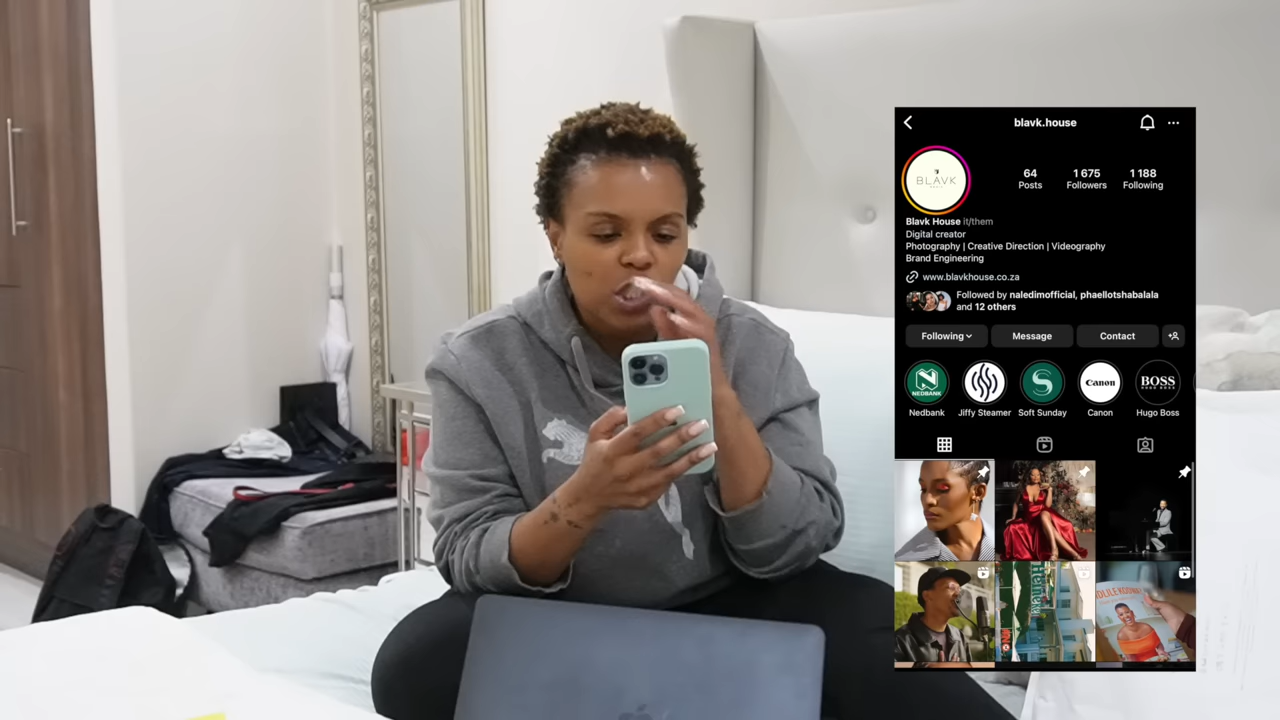 blavk.house
BLAVK
64
Posts
1 675
Followers
1 188
Following
Blavk House it/them
Digital creator
Photography | Creative Direction | Videography
Brand Engineering
www.blavkhouse.co.za
Followed by naledimofficial, phaellotshabalala
and 12 others
Following
Message
Contact
NEDBANK
Canon
BOSS
Nedbank
Jiffy Steamer
Soft Sunday
Canon
Hugo Boss